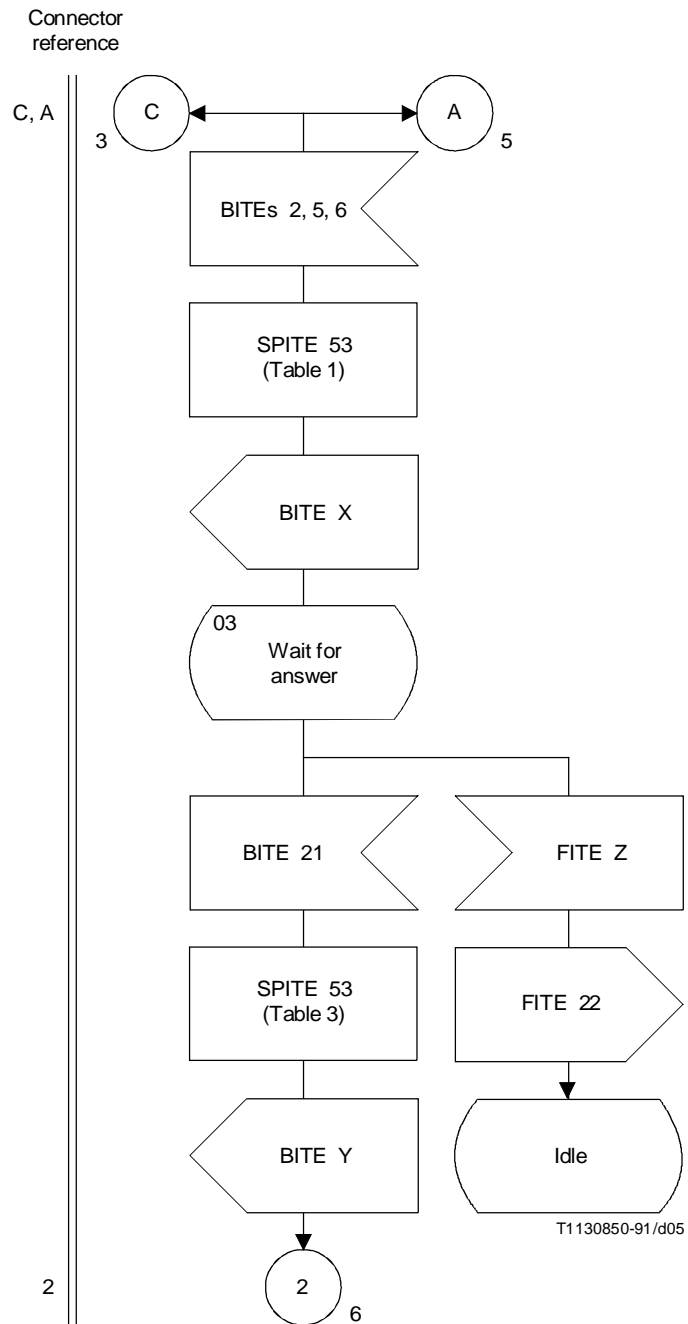 Connector
reference
C, A
C
A
3
5
BITEs 2, 5, 6
SPITE 53
(Table 1)
BITE X
03
Wait for
answer
BITE 21
FITE Z
SPITE 53
(Table 3)
FITE 22
BITE Y
Idle
T1130850-91/d05
2
2
6